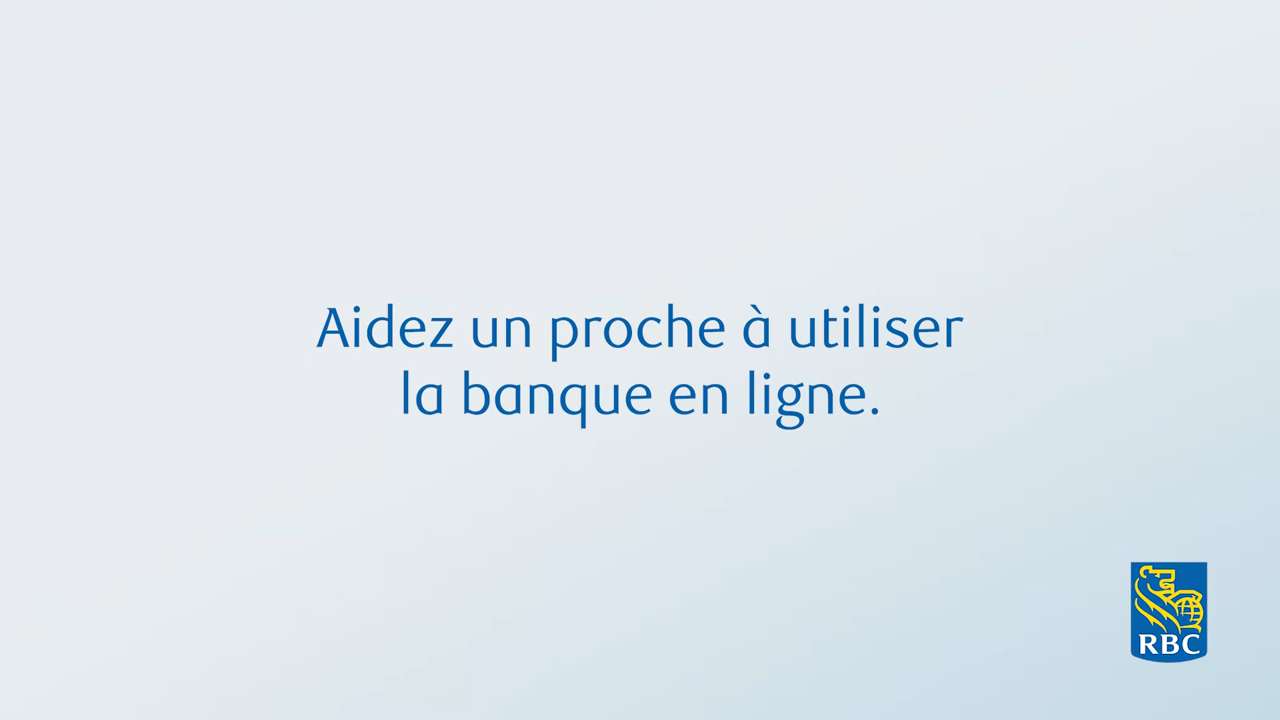 Aidez un proche à utiliser
la banque en ligne.
RBC